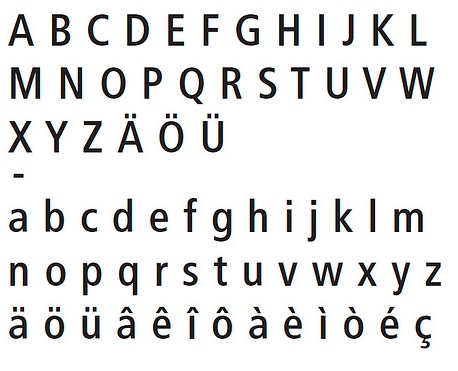 A B C D E F G H I J K L
M N O P Q R S T U V W
X Y Z Ä Ö Ü
-
a b c d e f g h i j k l m
n o p q r s t u v w x y z
ä ö ü â ê î ô à è ì ò é ç